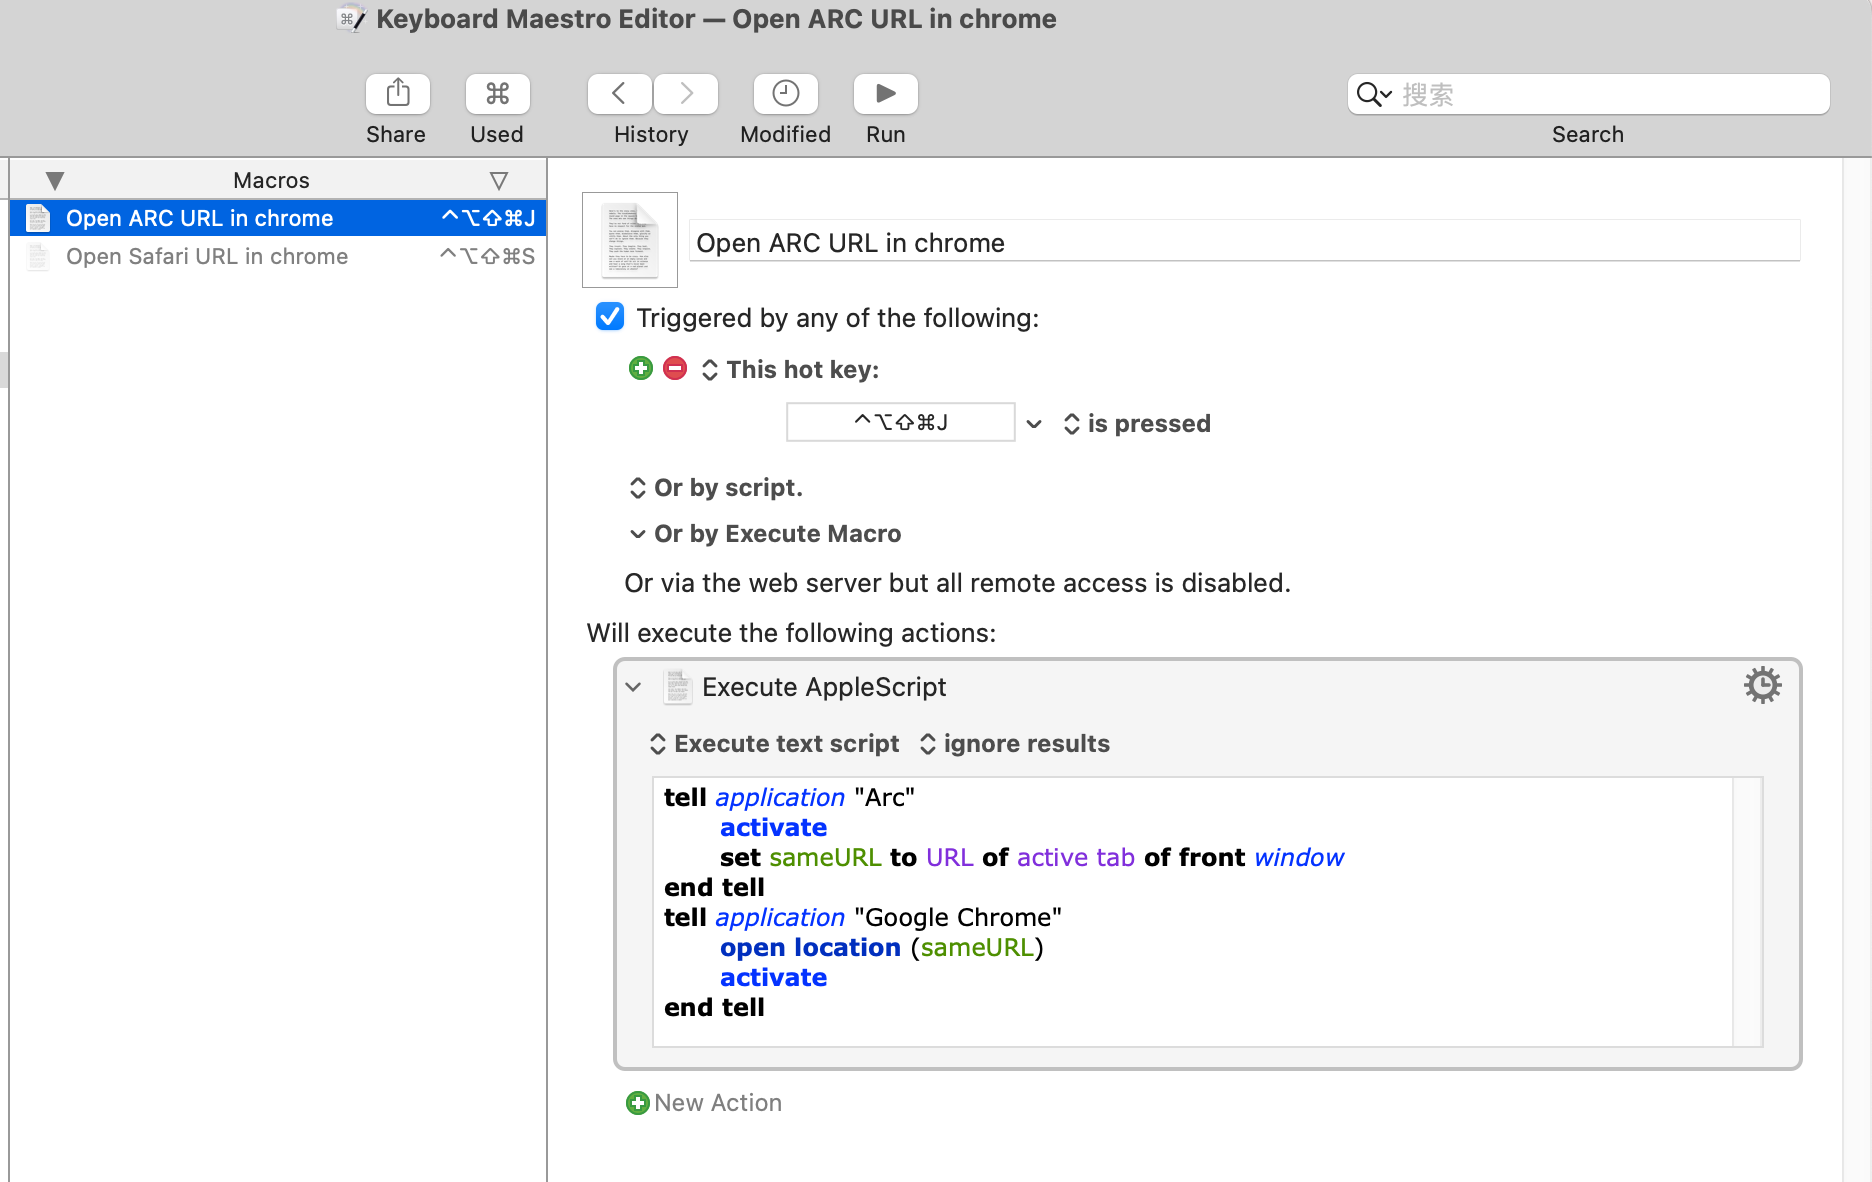 Keyboard Maestro Editor — Open ARC URL in chrome
Share
Used
History
Modified
Run
搜索
Search
Macros
Open ARC URL in chrome ⌃⌥⇧⌘J
Open Safari URL in chrome ⌃⌥⇧⌘S
Open ARC URL in chrome
Triggered by any of the following:
This hot key:
⌃⌥⇧⌘J
is pressed
Or by script.
Or by Execute Macro
Or via the web server but all remote access is disabled.
Will execute the following actions:
Execute AppleScript
Execute text script ignore results
tell application "Arc"
activate
set sameURL to URL of active tab of front window
end tell
tell application "Google Chrome"
open location (sameURL)
activate
end tell
New Action